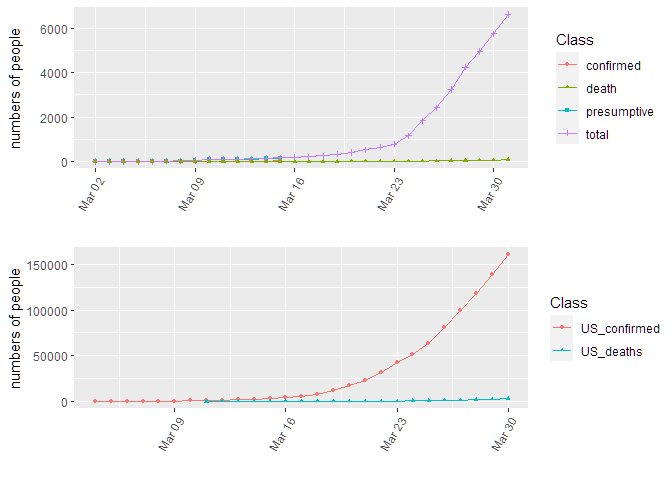 numbers of people
6000
4000
2000
0
Mar 02
Mar 09
Mar 16
Mar 23
Mar 30
Class
confirmed
death
presumptive
total
numbers of people
150000
100000
50000
0
Mar 09
Mar 16
Mar 23
Mar 30
Class
US_confirmed
US_deaths